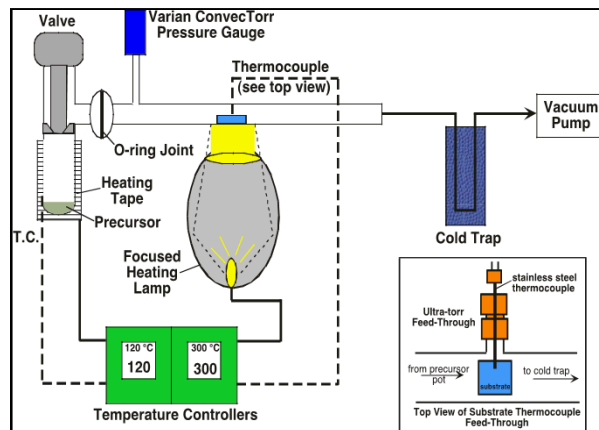 Valve
Varian ConvecTorr
Pressure Gauge
Thermocouple
(see top view)
Vacuum
Pump
O-ring Joint
Heating
Tape
Precursor
T.C.
Cold Trap
Focused
Heating
Lamp
stainless steel
thermocouple
Ultra-torr
Feed-Through
120 °C
120
300 °C
300
from precursor
pot
substrate
to cold trap
Temperature Controllers
Top View of Substrate Thermocouple
Feed-Through